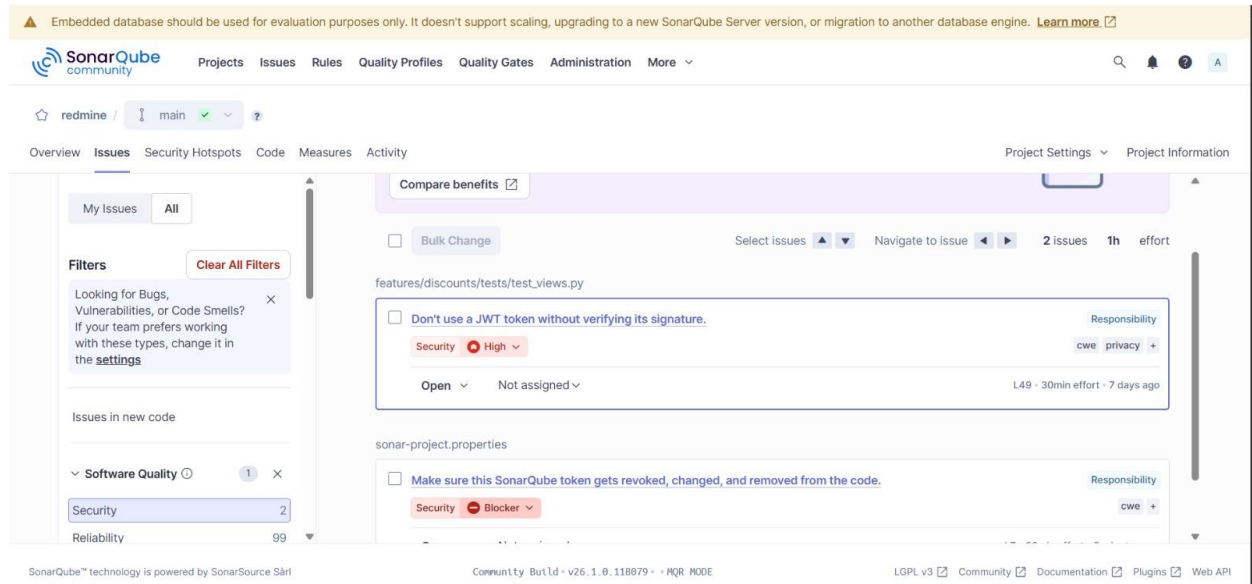 Embedded database should be used for evaluation purposes only. It doesn't support scaling, upgrading to a new SonarQube Server version, or migration to another database engine. Learn more
SonarQube community Projects Issues Rules Quality Profiles Quality Gates Administration More A
redmine / main ?
Overview Issues Security Hotspots Code Measures Activity Project Settings Project Information
Compare benefits
My Issues All
Bulk Change Select issues Navigate to issue 2 issues 1h effort
Filters Clear All Filters
Looking for Bugs,
Vulnerabilities, or Code Smells?
If your team prefers working
with these types, change it in
the settings
Issues in new code
Software Quality 1
Security 2
Reliability 99
features/discounts/tests/test_views.py
Don't use a JWT token without verifying its signature. Responsibility
Security High cwe privacy +
Open Not assigned L49 • 30min effort • 7 days ago
sonar-project.properties
Make sure this SonarQube token gets revoked, changed, and removed from the code. Responsibility
Security Blocker cwe +
SonarQube™ technology is powered by SonarSource Sàrl Community Build • v26.1.0.118079 • • MQR MODE LGPL v3 Community Documentation Plugins Web API